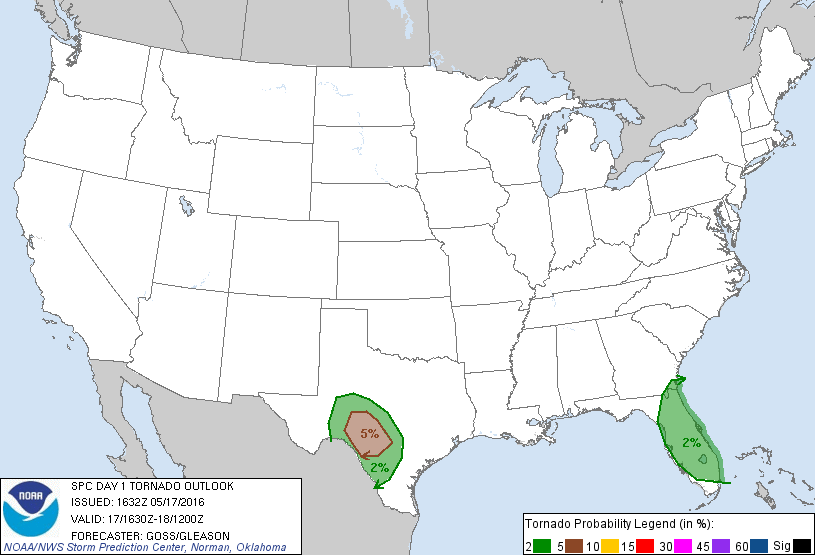 5%
2%
2%
NOAA
SPC DAY 1 TORNADO OUTLOOK
ISSUED: 1632Z 05/17/2016
VALID: 17/1630Z-18/1200Z
FORECASTER: GOSS/GLEASON
NOAA/NWS Storm Prediction Center, Norman, Oklahoma
Tornado Probability Legend (in %):
2 5 10 15 30 45 60 Sig